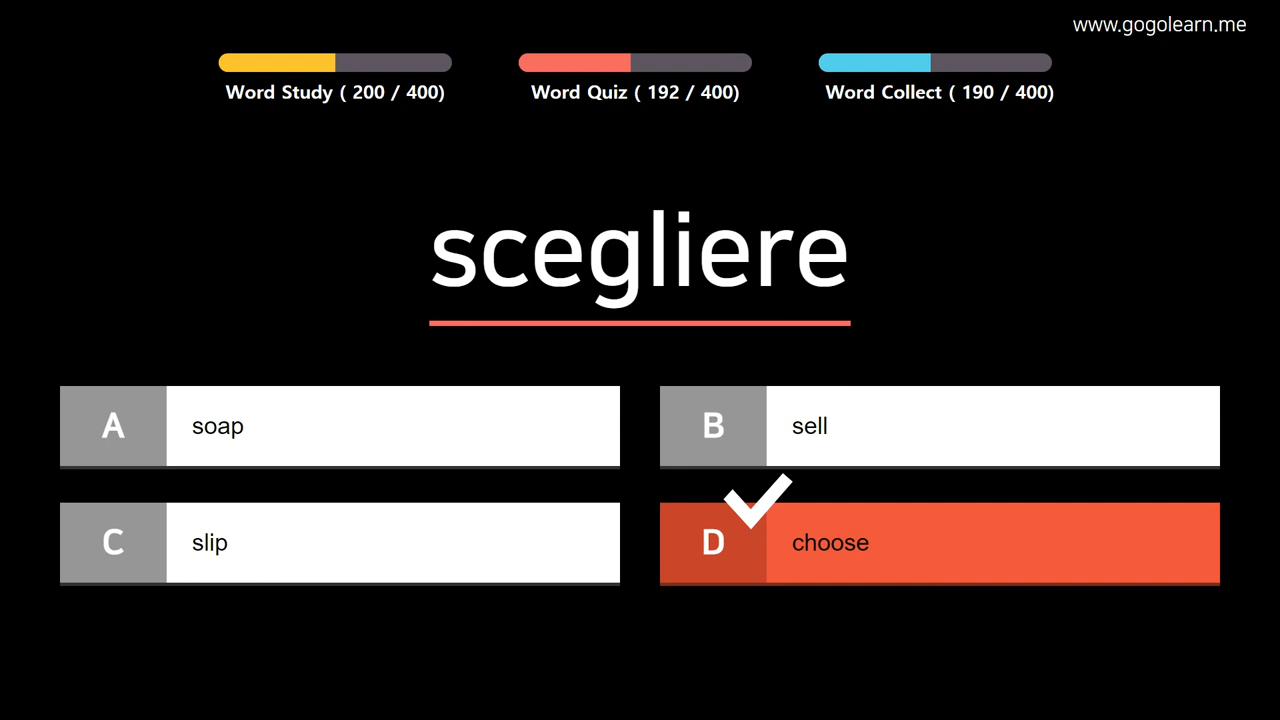 www.gogolearn.me
Word Study ( 200 / 400)
Word Quiz ( 192 / 400)
Word Collect ( 190 / 400)
scegliere
A
soap
B
sell
C
slip
D
choose